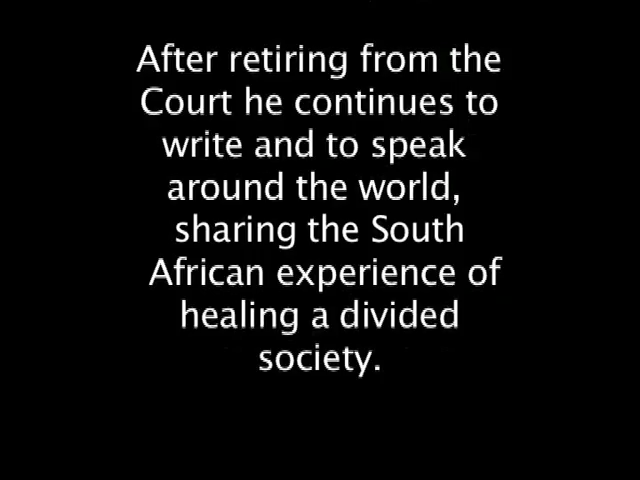 After retiring from the
Court he continues to
write and to speak
around the world,
sharing the South
African experience of
healing a divided
society.